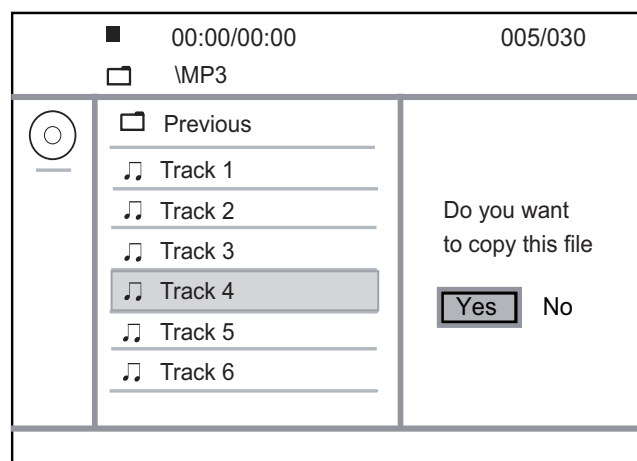 00:00/00:00 005/030
\MP3
Previous
Track 1
Track 2
Track 3
Track 4
Track 5
Track 6
Do you want
to copy this file
Yes No